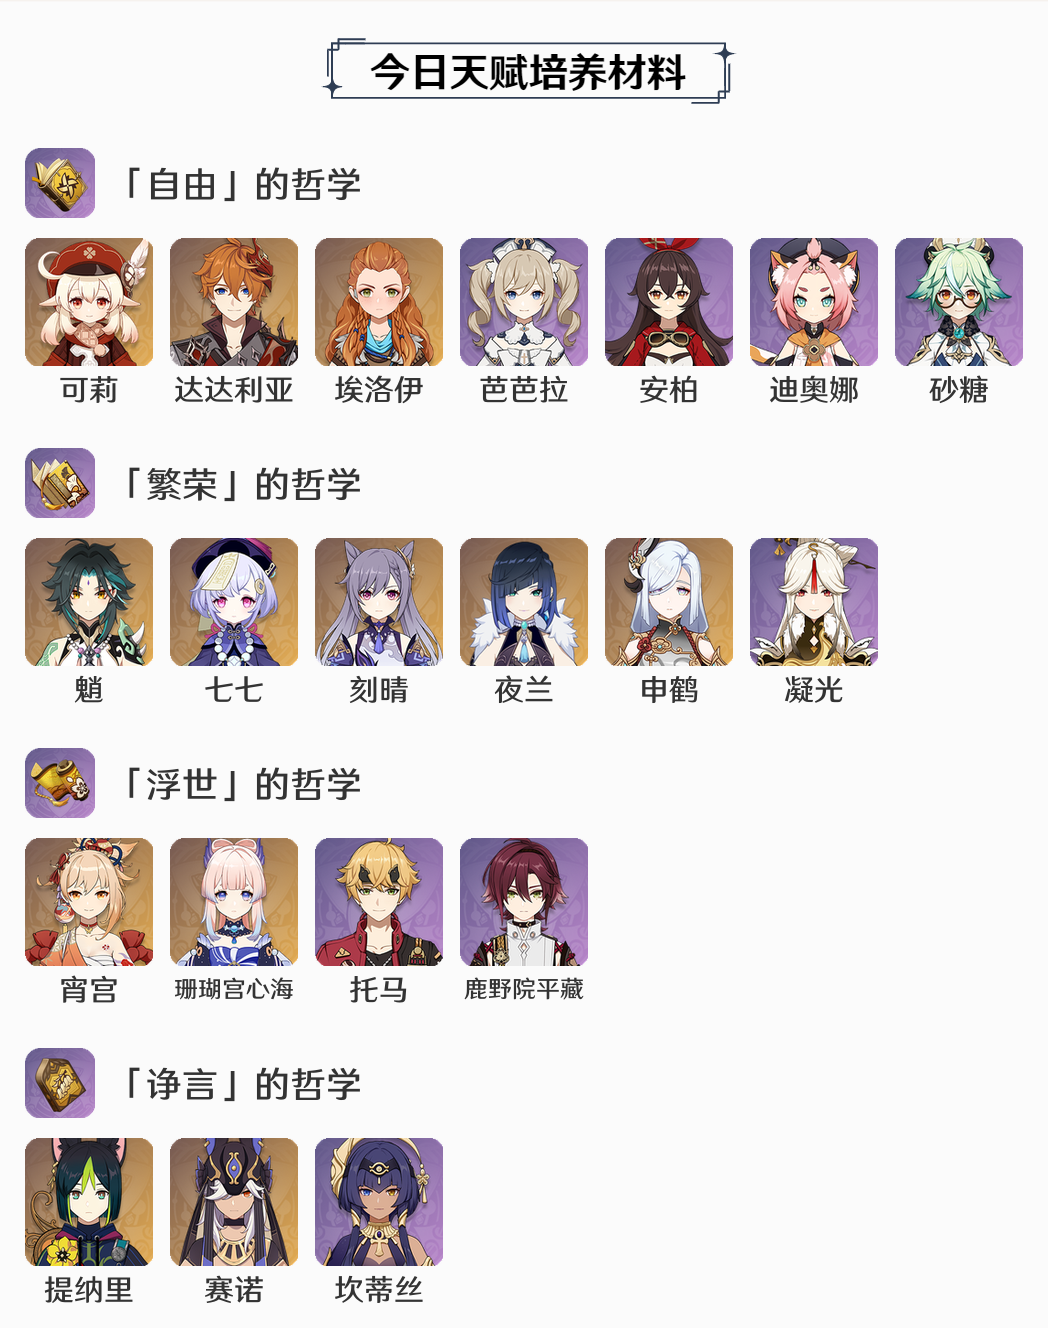 今日天赋培养材料
「自由」的哲学
可莉 达达利亚 埃洛伊 芭芭拉 安柏 迪奥娜 砂糖
「繁荣」的哲学
魈 七七 刻晴 夜兰 申鹤 凝光
「浮世」的哲学
宵宫 珊瑚宫心海 托马 鹿野院平藏
「诤言」的哲学
提纳里 赛诺 坎蒂丝